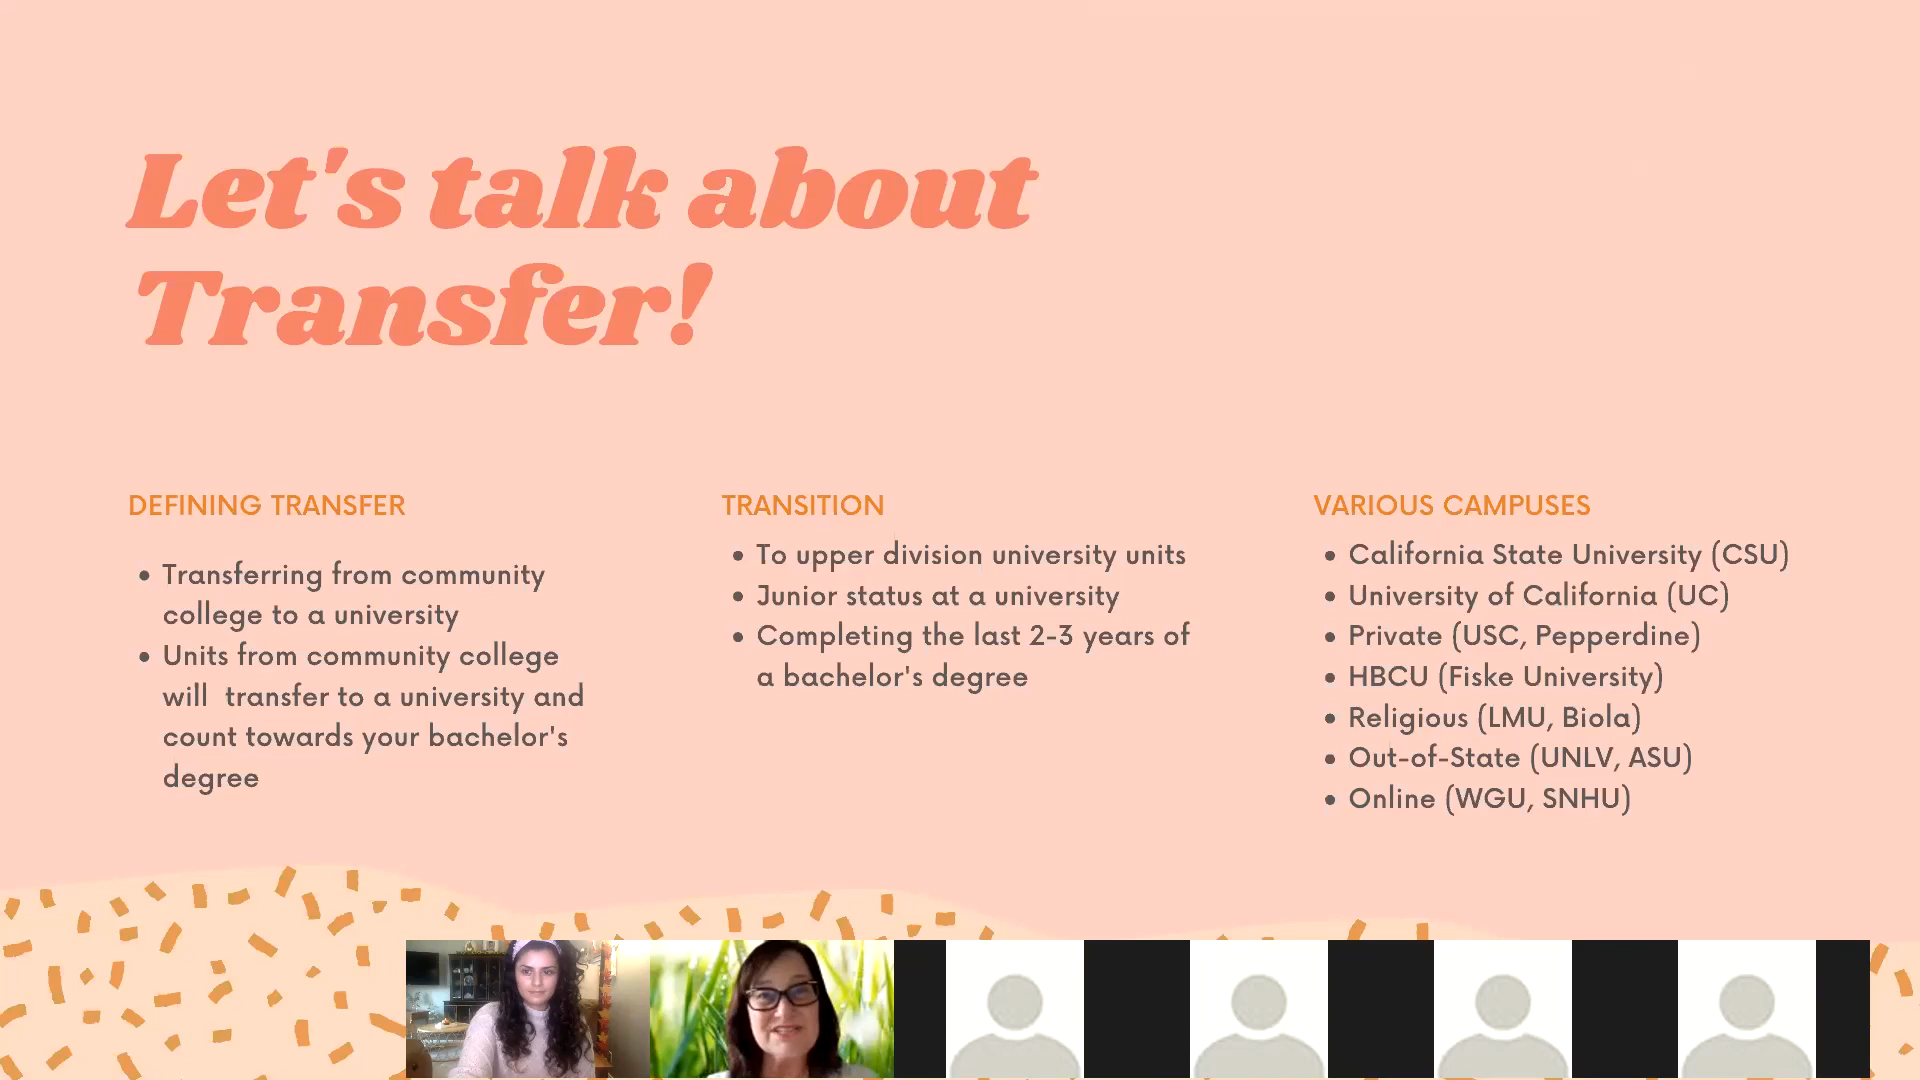 Let's talk about
Transfer!
DEFINING TRANSFER
• Transferring from community
college to a university
• Units from community college
will  transfer to a university and
count towards your bachelor's
degree
TRANSITION
• To upper division university units
• Junior status at a university
• Completing the last 2-3 years of
a bachelor's degree
VARIOUS CAMPUSES
• California State University (CSU)
• University of California (UC)
• Private (USC, Pepperdine)
• HBCU (Fiske University)
• Religious (LMU, Biola)
• Out-of-State (UNLV, ASU)
• Online (WGU, SNHU)